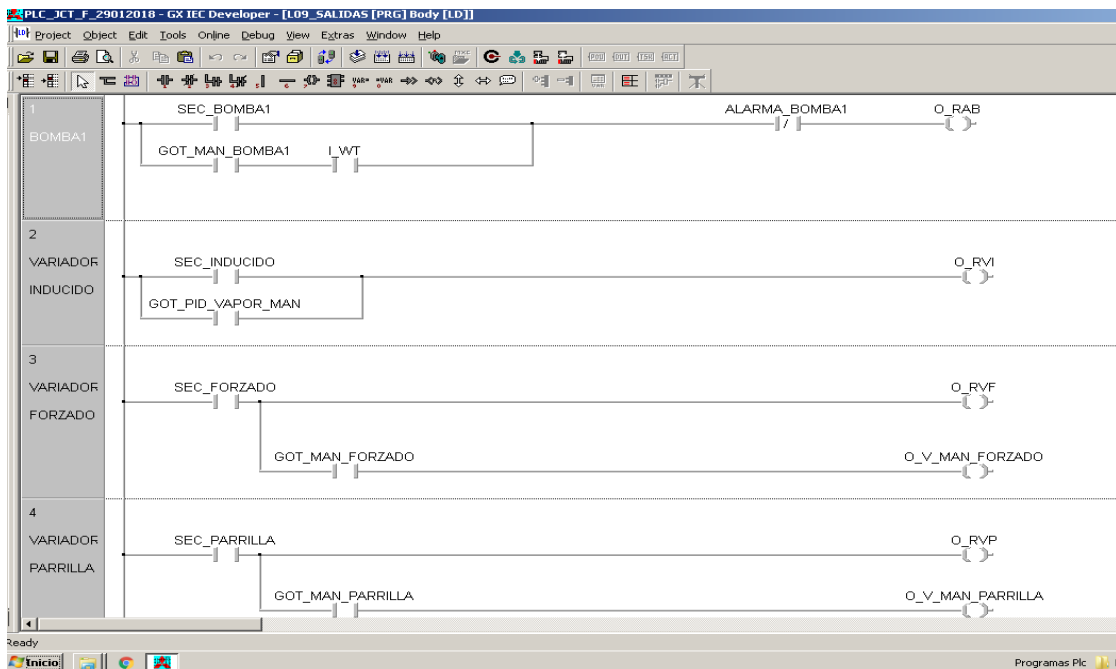 PLC_JCT_F_29012018 - GX IEC Developer - [L09_SALIDAS [PRG] Body [LD]]
Project Object Edit Tools Online Debug View Extras Window Help
1
BOMBA1
SEC_BOMBA1
ALARMA_BOMBA1
O_RAB
GOT_MAN_BOMBA1
I_WT
2
VARIADOR
INDUCIDO
SEC_INDUCIDO
O_RVI
GOT_PID_VAPOR_MAN
3
VARIADOR
FORZADO
SEC_FORZADO
O_RVF
GOT_MAN_FORZADO
O_V_MAN_FORZADO
4
VARIADOR
PARRILLA
SEC_PARRILLA
O_RVP
GOT_MAN_PARRILLA
O_V_MAN_PARRILLA
Ready
Inicio
Programas Plc